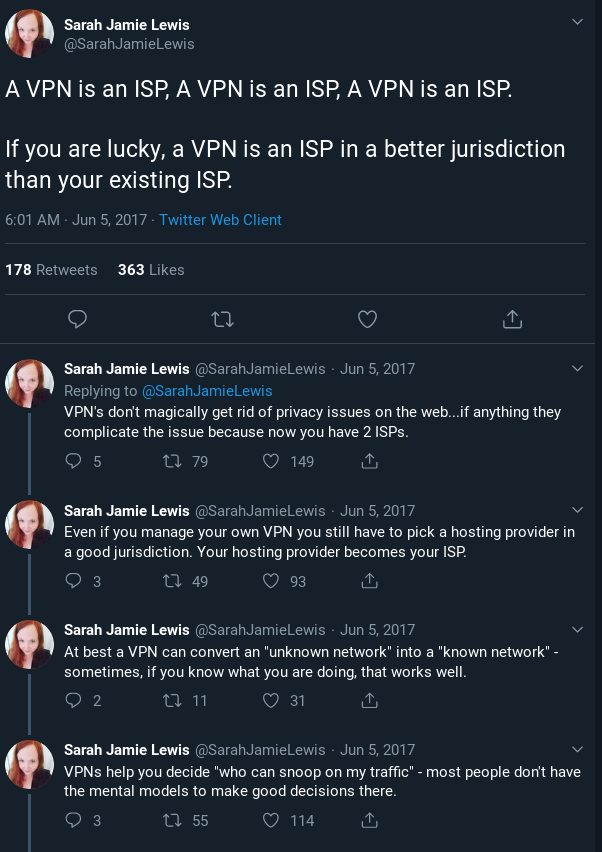 Sarah Jamie Lewis
@SarahJamieLewis
A VPN is an ISP, A VPN is an ISP, A VPN is an ISP.
If you are lucky, a VPN is an ISP in a better jurisdiction
than your existing ISP.
6:01 AM · Jun 5, 2017 · Twitter Web Client
178 Retweets 363 Likes
Sarah Jamie Lewis @SarahJamieLewis · Jun 5, 2017
Replying to @SarahJamieLewis
VPN's don't magically get rid of privacy issues on the web...if anything they
complicate the issue because now you have 2 ISPs.
5 79 149
Sarah Jamie Lewis @SarahJamieLewis · Jun 5, 2017
Even if you manage your own VPN you still have to pick a hosting provider in
a good jurisdiction. Your hosting provider becomes your ISP.
3 49 93
Sarah Jamie Lewis @SarahJamieLewis · Jun 5, 2017
At best a VPN can convert an "unknown network" into a "known network" -
sometimes, if you know what you are doing, that works well.
2 11 31
Sarah Jamie Lewis @SarahJamieLewis · Jun 5, 2017
VPNs help you decide "who can snoop on my traffic" - most people don't have
the mental models to make good decisions there.
3 55 114